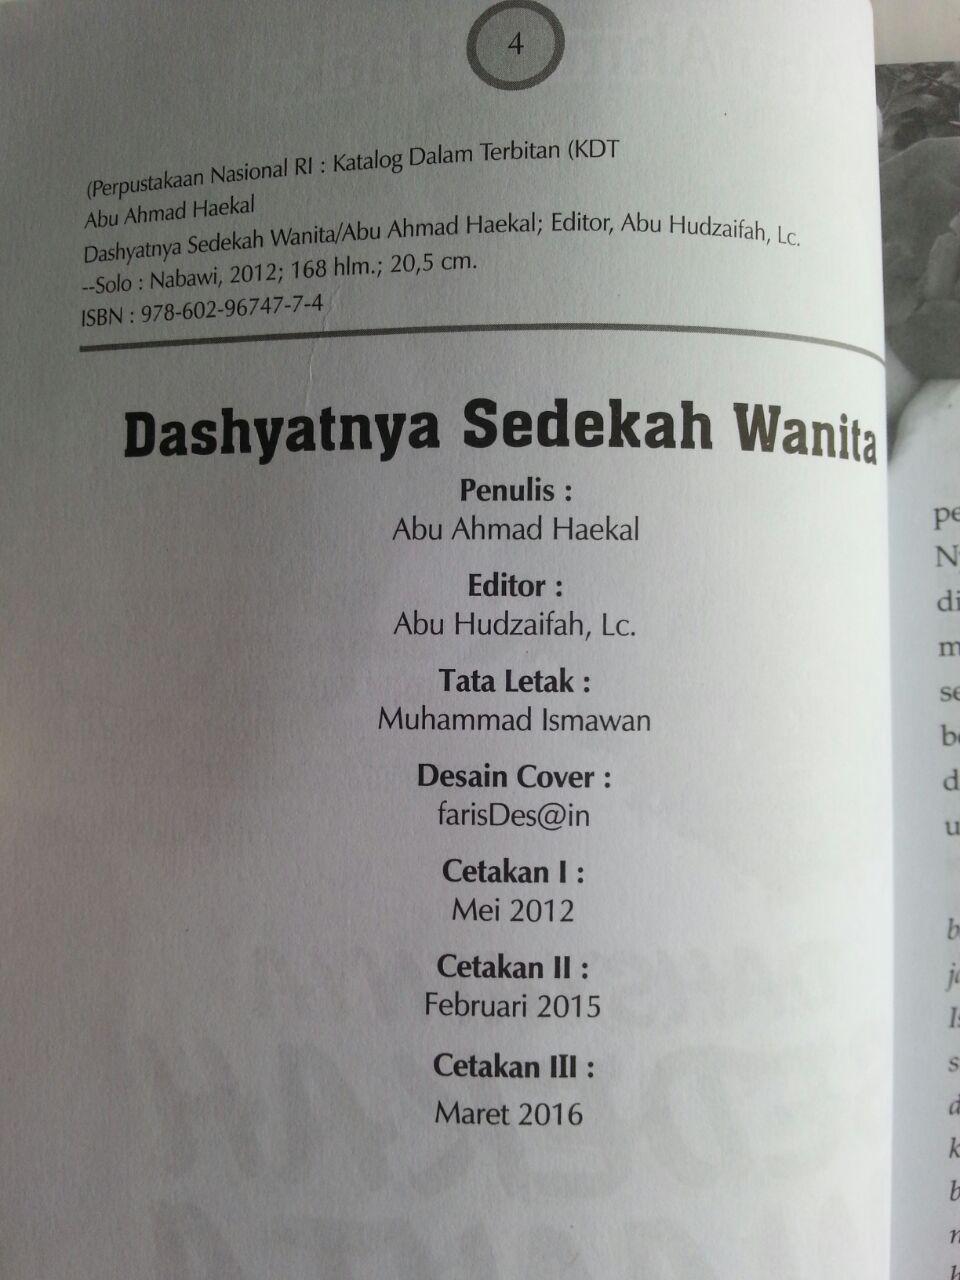 4
(Perpustakaan Nasional RI : Katalog Dalam Terbitan (KDT
Abu Ahmad Haekal
Dashyatnya Sedekah Wanita/Abu Ahmad Haekal; Editor, Abu Hudzaifah, Lc.
--Solo : Nabawi, 2012; 168 hlm.; 20,5 cm.
ISBN : 978-602-96747-7-4
Dashyatnya Sedekah Wanita
Penulis :
Abu Ahmad Haekal
Editor :
Abu Hudzaifah, Lc.
Tata Letak :
Muhammad Ismawan
Desain Cover :
farisDes@in
Cetakan I :
Mei 2012
Cetakan II :
Februari 2015
Cetakan III :
Maret 2016